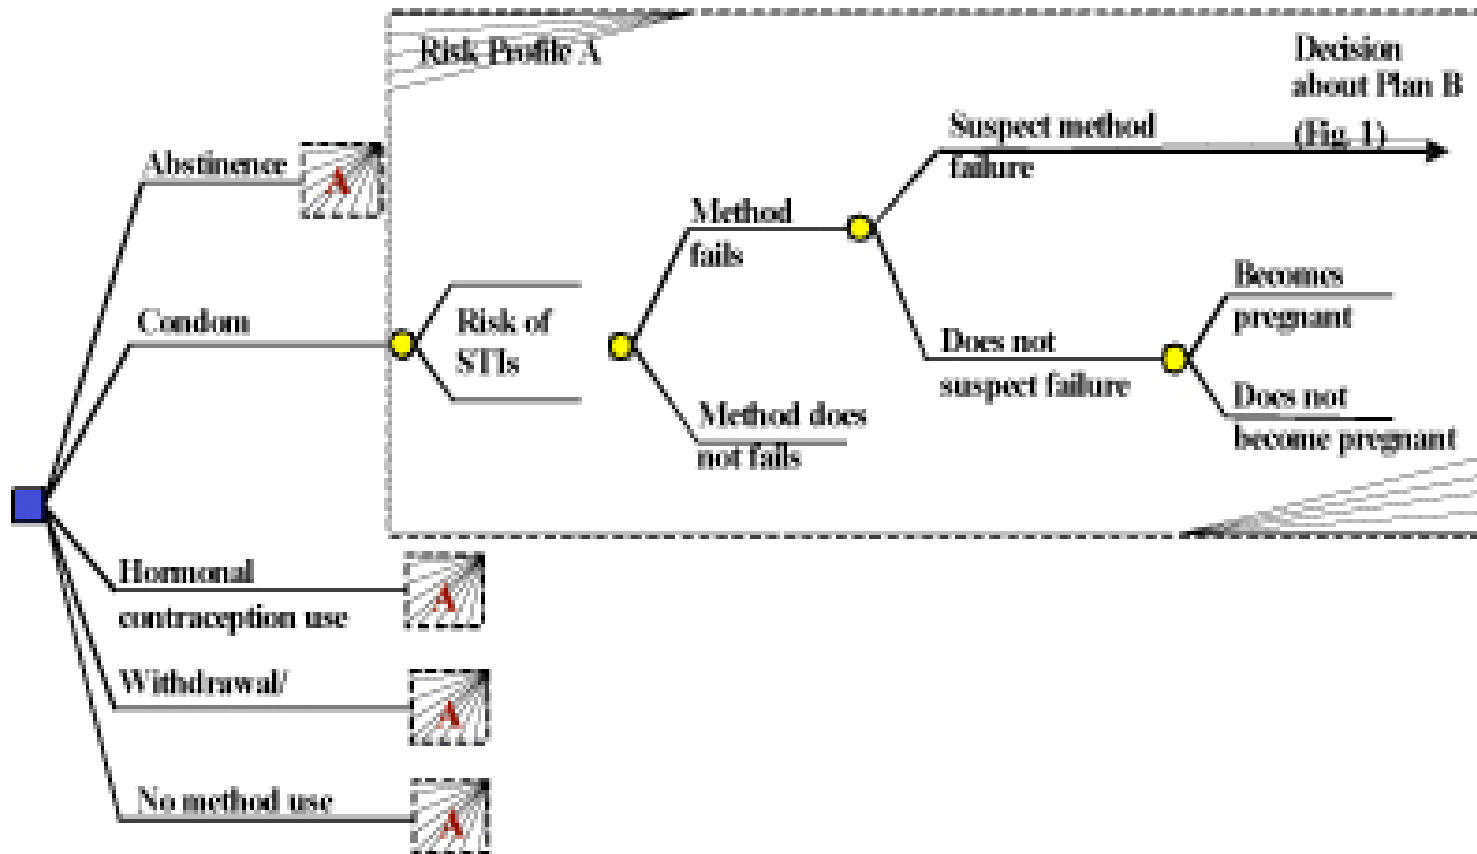 Risk Profile A
Decision
about Plan B
(Fig. 1)
Suspect method
failure
Abstinence
A
Method
fails
Becomes
pregnant
Condom
Risk of
STIs
Does not
suspect failure
Does not
become pregnant
Method does
not fails
Hormonal
contraception use
A
Withdrawal/
A
No method use
A